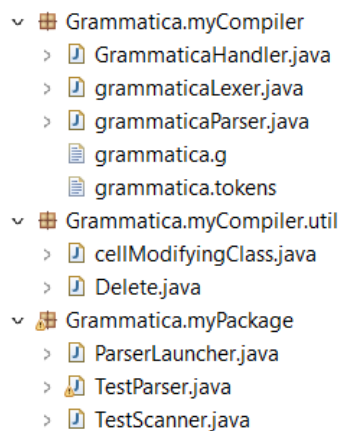 Grammatica.myCompiler
GrammaticaHandler.java
grammaticaLexer.java
grammaticaParser.java
grammatica.g
grammatica.tokens
Grammatica.myCompiler.util
cellModifyingClass.java
Delete.java
Grammatica.myPackage
ParserLauncher.java
TestParser.java
TestScanner.java